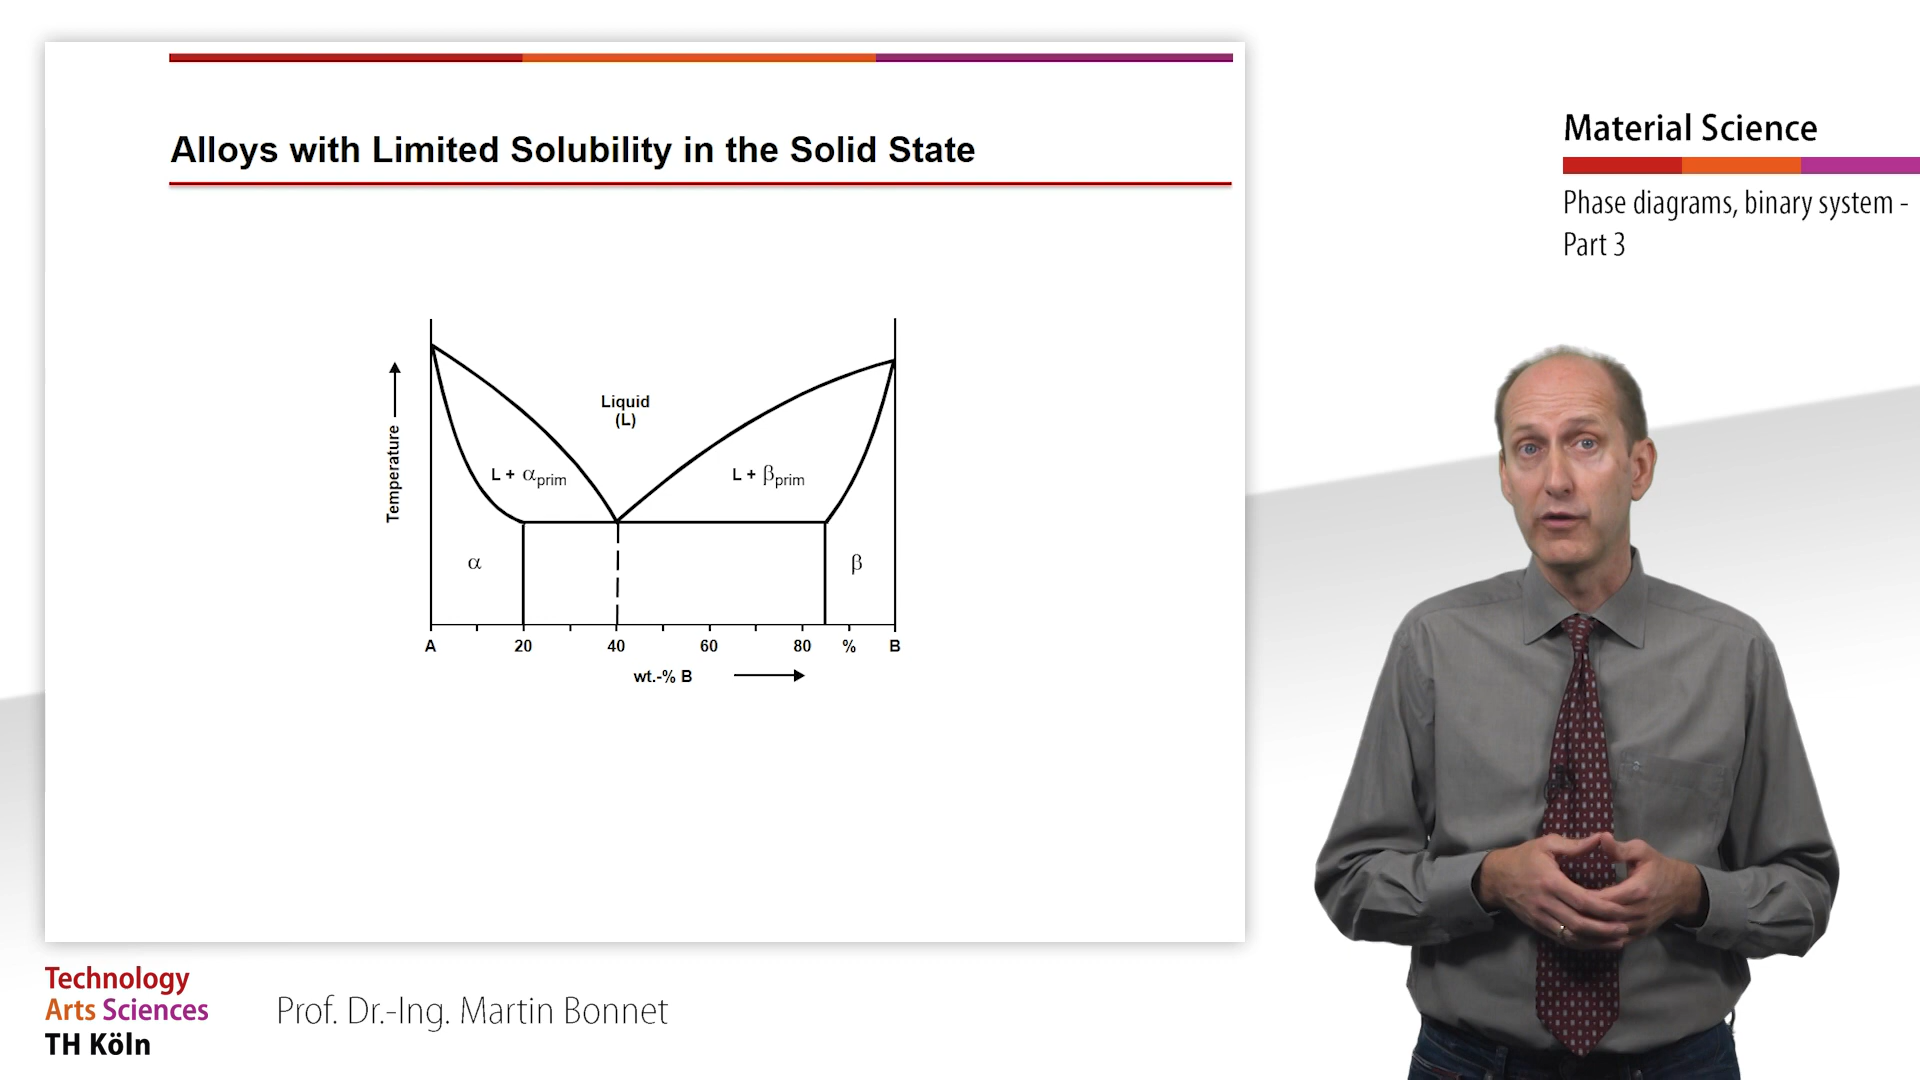 Alloys with Limited Solubility in the Solid State
Liquid
(L)
Temperature
L + αprim
L + βprim
α
β
A 20 40 60 80 % B
wt.-% B
Material Science
Phase diagrams, binary system -
Part 3
Technology
Arts Sciences
TH Köln
Prof. Dr.-Ing. Martin Bonnet